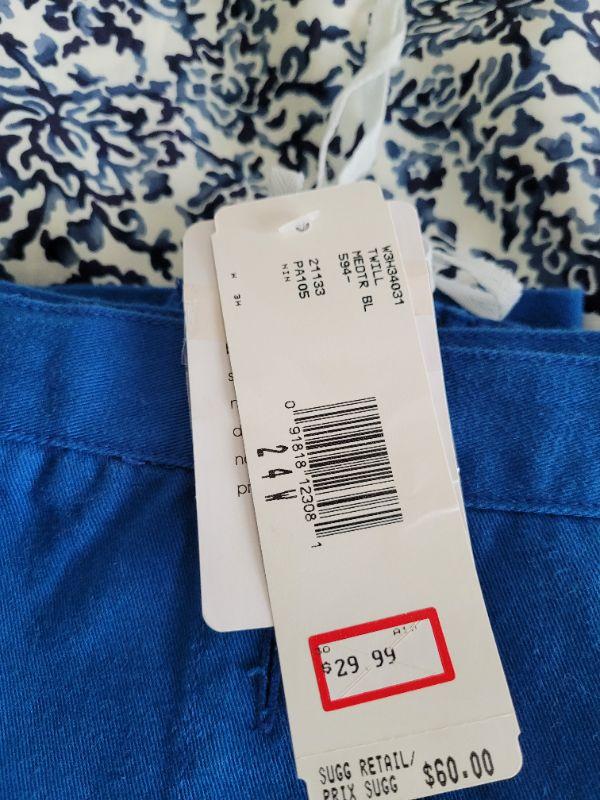 W3H34031
TWILL
MEDTR BL
594-
21133
PA105
NIN
0 91818 12308 1
24W
$29.99
SUGG RETAIL/
PRIX SUGG
$60.00